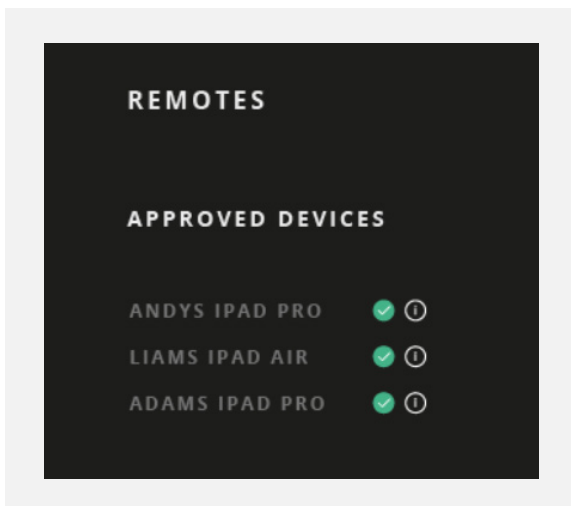 REMOTES
APPROVED DEVICES
ANDYS IPAD PRO
LIAMS IPAD AIR
ADAMS IPAD PRO